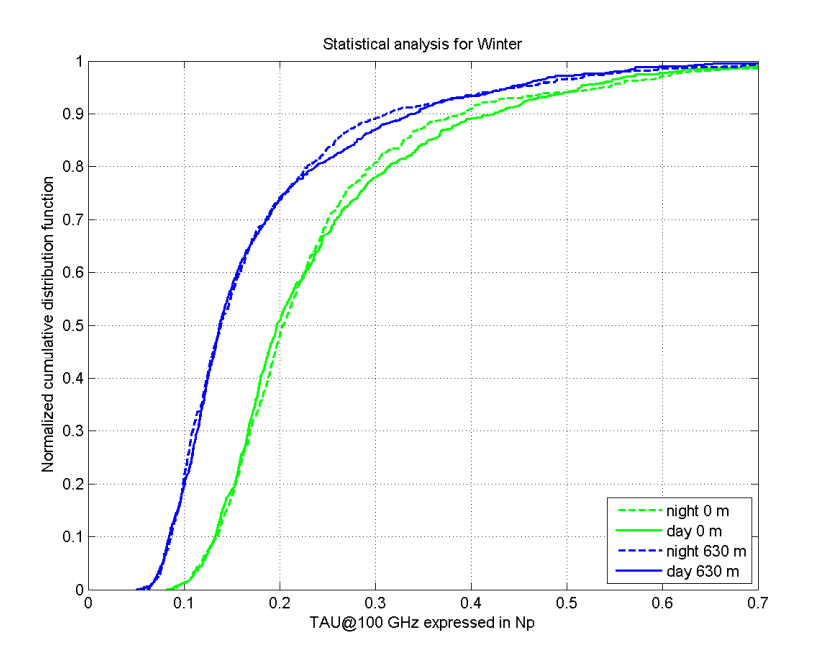 Statistical analysis for Winter
Normalized cumulative distribution function
1
0.9
0.8
0.7
0.6
0.5
0.4
0.3
0.2
0.1
0
0 0.1 0.2 0.3 0.4 0.5 0.6 0.7
TAU@100 GHz expressed in Np
night 0 m
day 0 m
night 630 m
day 630 m